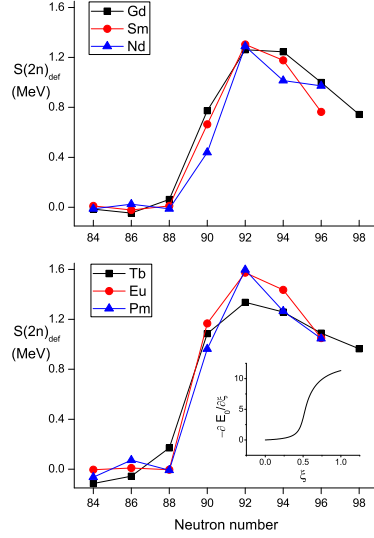 1.6
Gd
Sm
Nd
S(2n)def
(MeV)
1.2
0.8
0.4
0.0
84 86 88 90 92 94 96 98
1.6
Tb
Eu
Pm
S(2n)def
(MeV)
1.2
0.8
0.4
0.0
−∂ E0/∂ξ
10
5
0
0.0 0.5 1.0
ξ
84 86 88 90 92 94 96 98
Neutron number